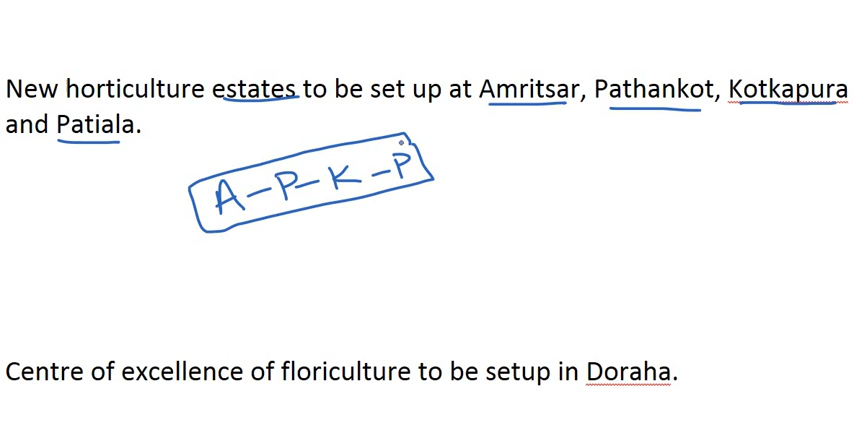 New horticulture estates to be set up at Amritsar, Pathankot, Kotkapura
and Patiala.
A-P-K-P
Centre of excellence of floriculture to be setup in Doraha.